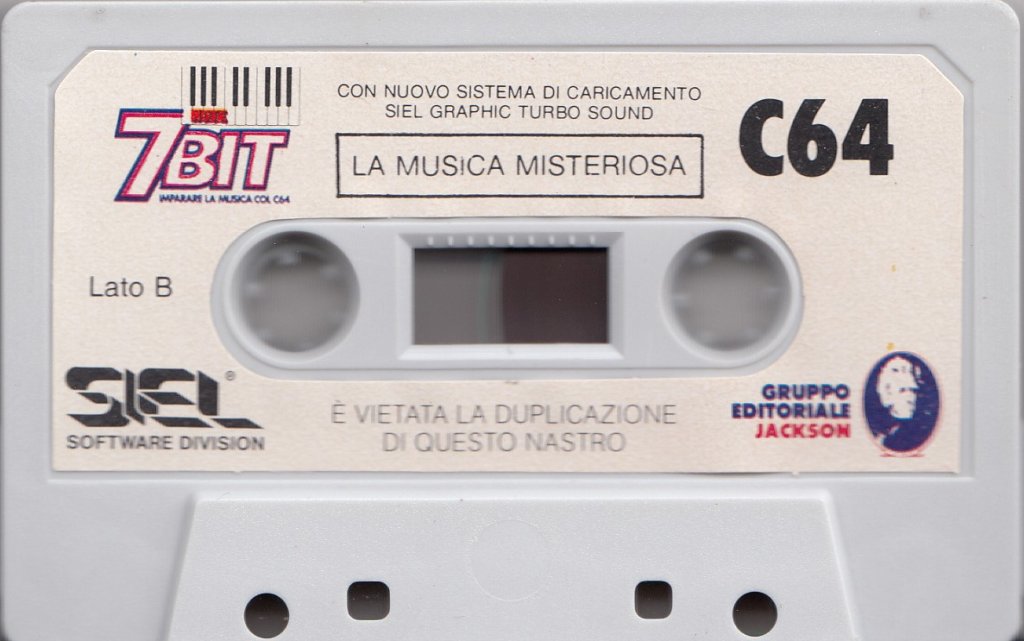 CON NUOVO SISTEMA DI CARICAMENTO
SIEL GRAPHIC TURBO SOUND
7BIT
IMPARARE LA MUSICA COL C64
LA MUSICA MISTERIOSA
C64
Lato B
SIEL®
SOFTWARE DIVISION
È VIETATA LA DUPLICAZIONE
DI QUESTO NASTRO
GRUPPO
EDITORIALE
JACKSON